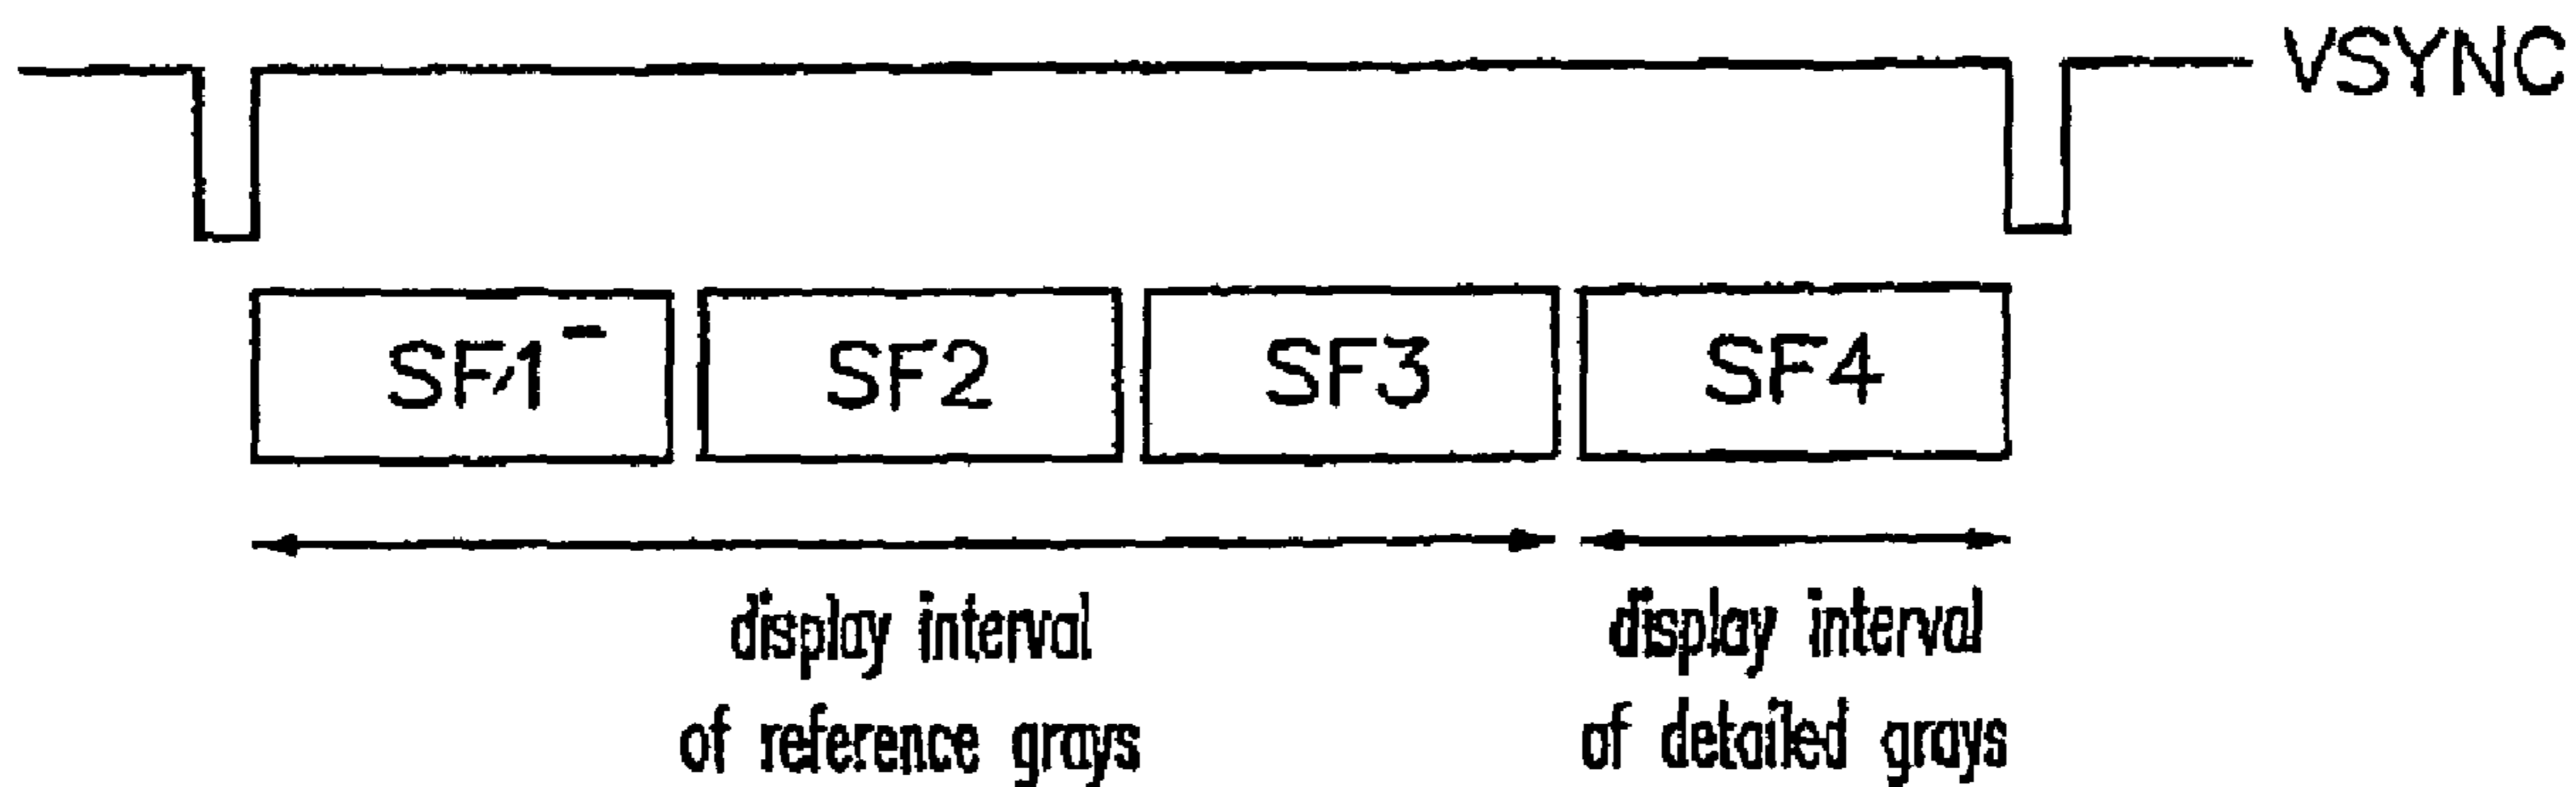 VSYNC
SF1 SF2 SF3 SF4
display interval
of reference grays
display interval
of detailed grays